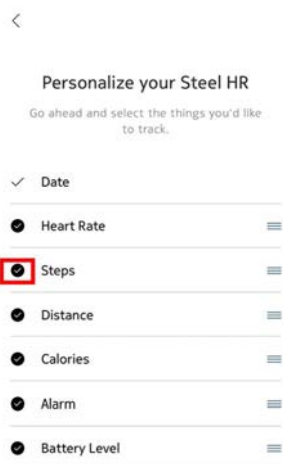 Personalize your Steel HR
Go ahead and select the things you'd like
to track.
Date
Heart Rate
Steps
Distance
Calories
Alarm
Battery Level